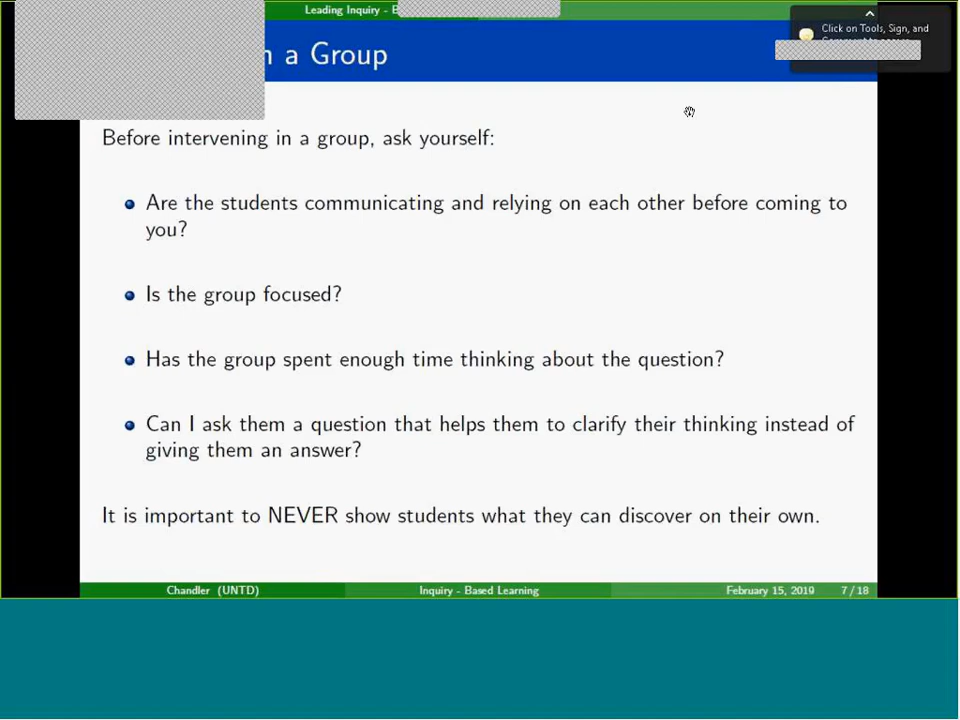 Leading Inquiry - B
a Group
Click on Tools, Sign, and
Before intervening in a group, ask yourself:
Are the students communicating and relying on each other before coming to
you?
Is the group focused?
Has the group spent enough time thinking about the question?
Can I ask them a question that helps them to clarify their thinking instead of
giving them an answer?
It is important to NEVER show students what they can discover on their own.
Chandler (UNTD) Inquiry - Based Learning February 15, 2019 7 / 18